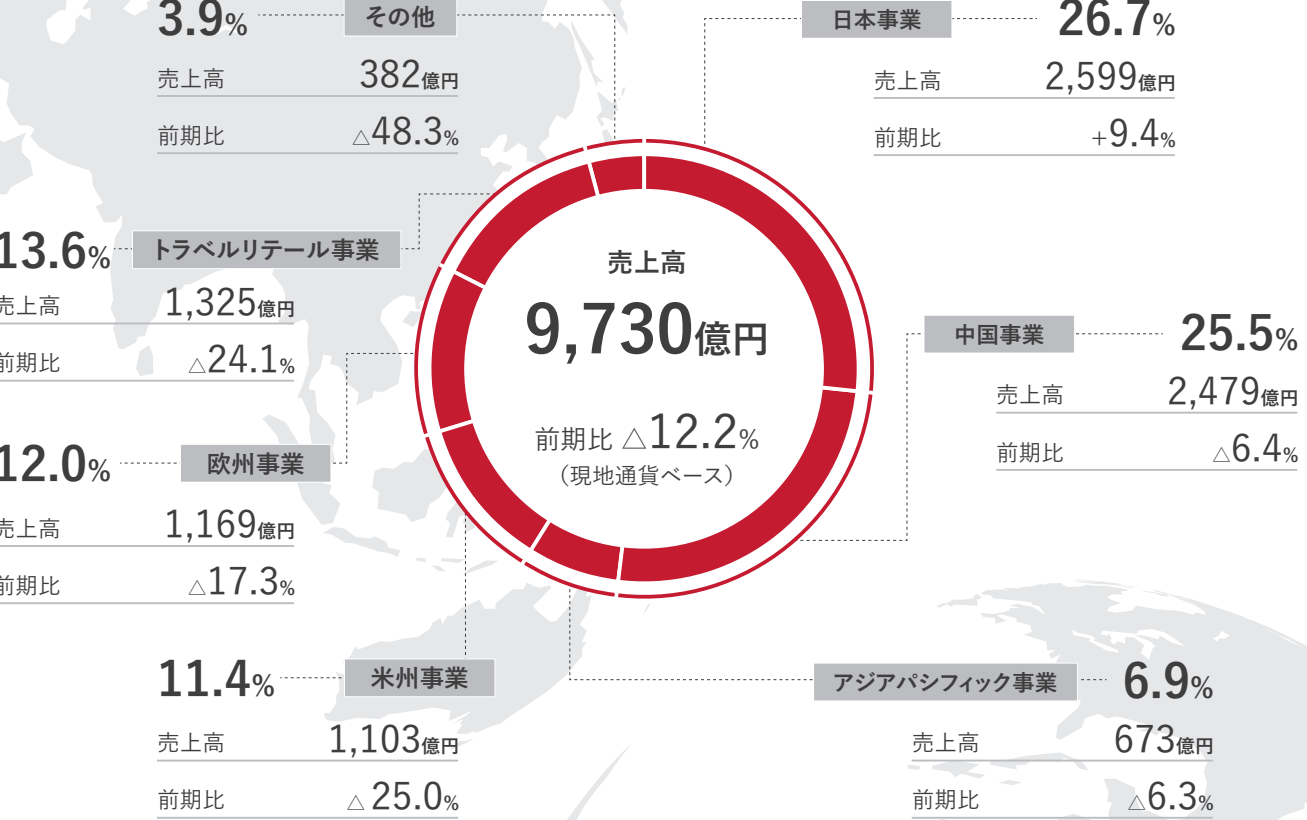 3.9% その他
売上高 382億円
前期比 △48.3%
日本事業 26.7%
売上高 2,599億円
前期比 +9.4%
13.6% トラベルリテール事業
売上高 1,325億円
前期比 △24.1%
売上高
9,730億円
前期比 △12.2%
（現地通貨ベース）
中国事業 25.5%
売上高 2,479億円
前期比 △6.4%
12.0% 欧州事業
売上高 1,169億円
前期比 △17.3%
11.4% 米州事業
売上高 1,103億円
前期比 △25.0%
アジアパシフィック事業 6.9%
売上高 673億円
前期比 △6.3%